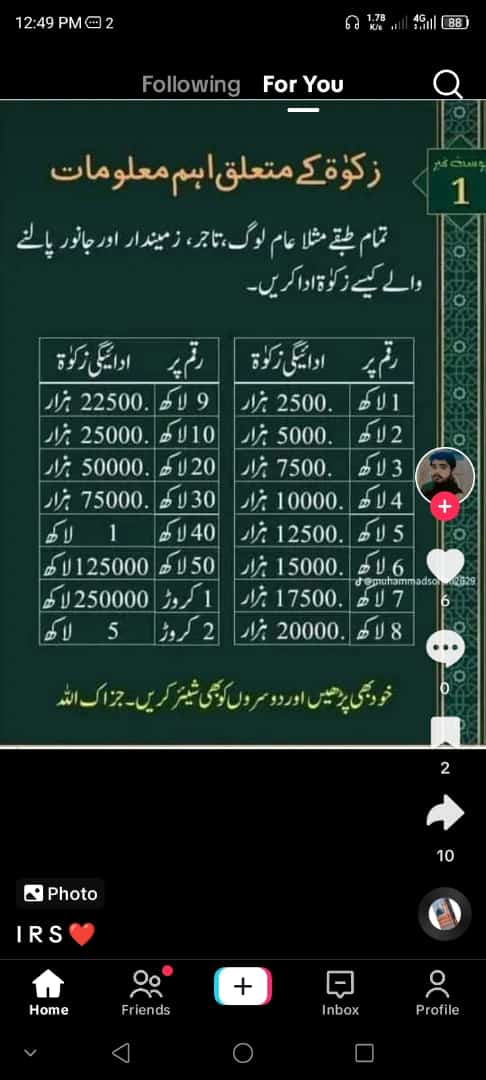 12:49 PM 2
1.78 K/s 4G 88
Following For You
زکوٰۃ کے متعلق اہم معلومات
پوسٹ نمبر
1
تمام طبقے مثلا عام لوگ، تاجر، زمیندار اور جانور پالنے
والے کیسے زکوٰۃ ادا کریں۔
رقم پر ادائیگی زکوٰۃ رقم پر ادائیگی زکوٰۃ
1 لاکھ 2500. ہزار 9 لاکھ 22500. ہزار
2 لاکھ 5000. ہزار 10 لاکھ 25000. ہزار
3 لاکھ 7500. ہزار 20 لاکھ 50000. ہزار
4 لاکھ 10000. ہزار 30 لاکھ 75000. ہزار
5 لاکھ 12500. ہزار 40 لاکھ 1 لاکھ
6 لاکھ 15000. ہزار 50 لاکھ 125000 لاکھ
7 لاکھ 17500. ہزار 1 کروڑ 250000 لاکھ
8 لاکھ 20000. ہزار 2 کروڑ 5 لاکھ
خود بھی پڑھیں اور دوسروں کو بھی شیئر کریں۔ جزاک اللہ
6
0
2
10
Photo
I R S❤️
Home Friends Inbox Profile